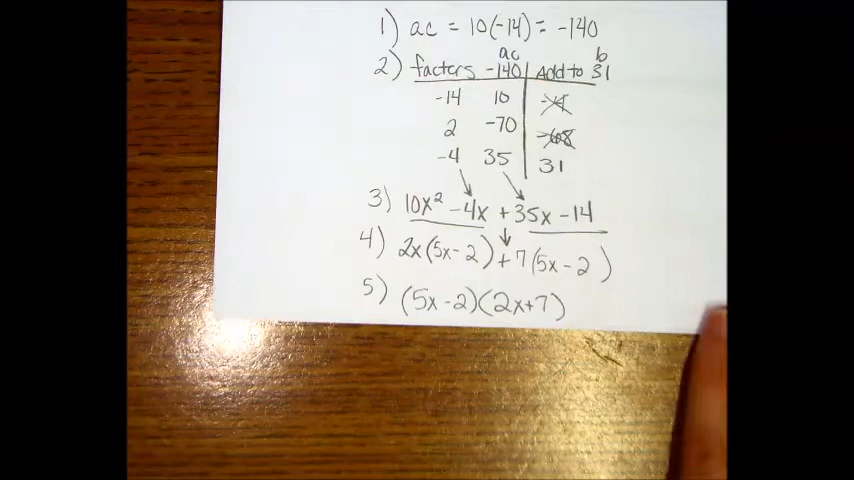 1) ac = 10(-14) = -140
ac b
2) factors -140 Add to 31
-14 10 -4
2 -70 -68
-4 35 31
3) 10x² -4x + 35x -14
4) 2x(5x-2) + 7(5x-2)
5) (5x-2)(2x+7)